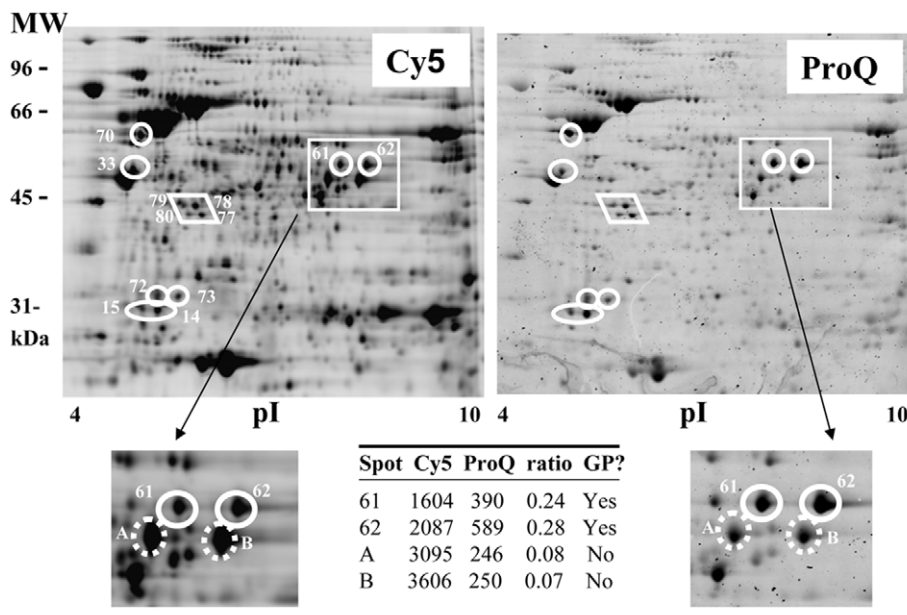 MW
Cy5
ProQ
96 -
66 -
70
61
62
33
79
78
45 -
80
77
72
73
31-
15
14
kDa
4
pI
10
4
pI
10
Spot Cy5 ProQ ratio GP?
61 1604 390 0.24 Yes
62 2087 589 0.28 Yes
A 3095 246 0.08 No
B 3606 250 0.07 No
61
62
A
B
61
62
A
B